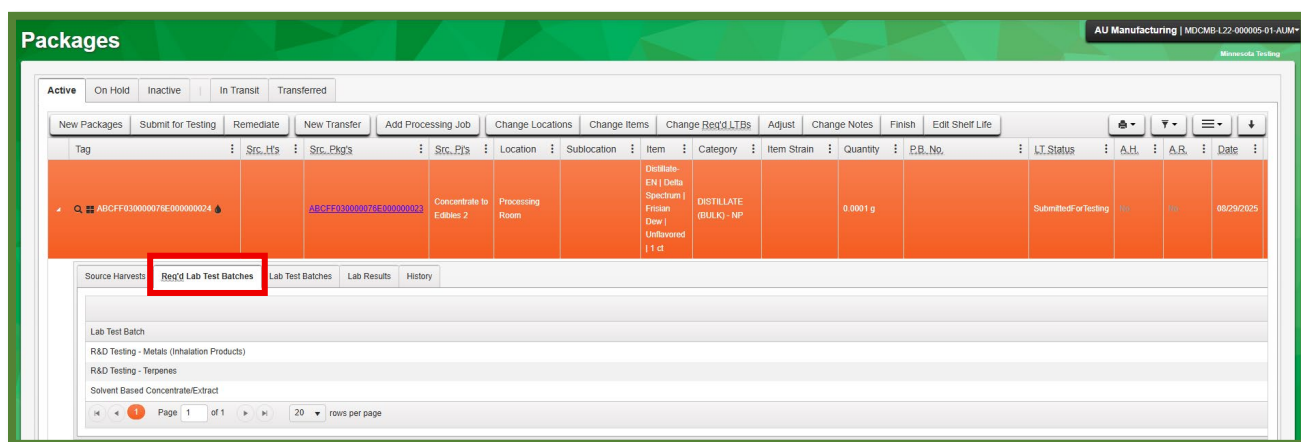 Packages
AU Manufacturing | MDCMB-L22-000005-01-AUM
Minnesota Testing
Active On Hold Inactive | In Transit Transferred
New Packages Submit for Testing Remediate New Transfer Add Processing Job Change Locations Change Items Change Req'd LTBs Adjust Change Notes Finish Edit Shelf Life
Tag Src. H's Src. Pkg's Src. Pj's Location Sublocation Item Category Item Strain Quantity P.B. No. LT Status A.H. A.R. Date
ABCFF030000076E000000024
ABCFF030000076E000000023
Concentrate to
Edibles 2
Processing
Room
Distillate-
EN | Delta
Spectrum |
Frisian
Dew |
Unflavored
| 1 ct
DISTILLATE
(BULK) - NP
0.0001 g
SubmittedForTesting
No
No
08/29/2025
Source Harvests Req'd Lab Test Batches Lab Test Batches Lab Results History
Lab Test Batch
R&D Testing - Metals (Inhalation Products)
R&D Testing - Terpenes
Solvent Based Concentrate/Extract
1 Page 1 of 1 20 rows per page